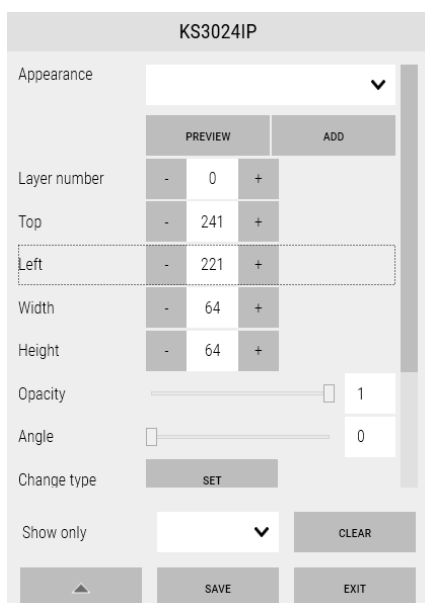 KS3024IP
Appearance
PREVIEW ADD
Layer number - 0 +
Top - 241 +
Left - 221 +
Width - 64 +
Height - 64 +
Opacity 1
Angle 0
Change type SET
Show only CLEAR
SAVE EXIT